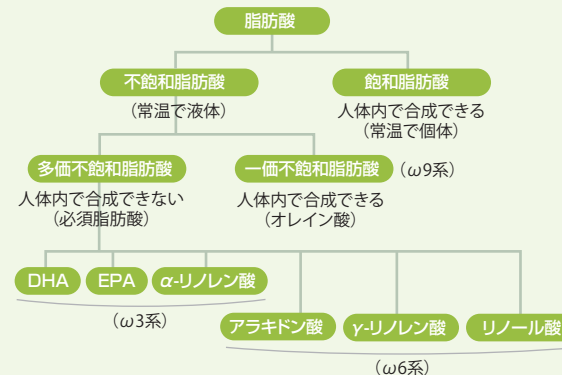 脂肪酸
不飽和脂肪酸
飽和脂肪酸
(常温で液体)
人体内で合成できる
(常温で個体)
多価不飽和脂肪酸
一価不飽和脂肪酸
(ω9系)
人体内で合成できない
(必須脂肪酸)
人体内で合成できる
(オレイン酸)
DHA
EPA
α-リノレン酸
(ω3系)
アラキドン酸
γ-リノレン酸
リノール酸
(ω6系)